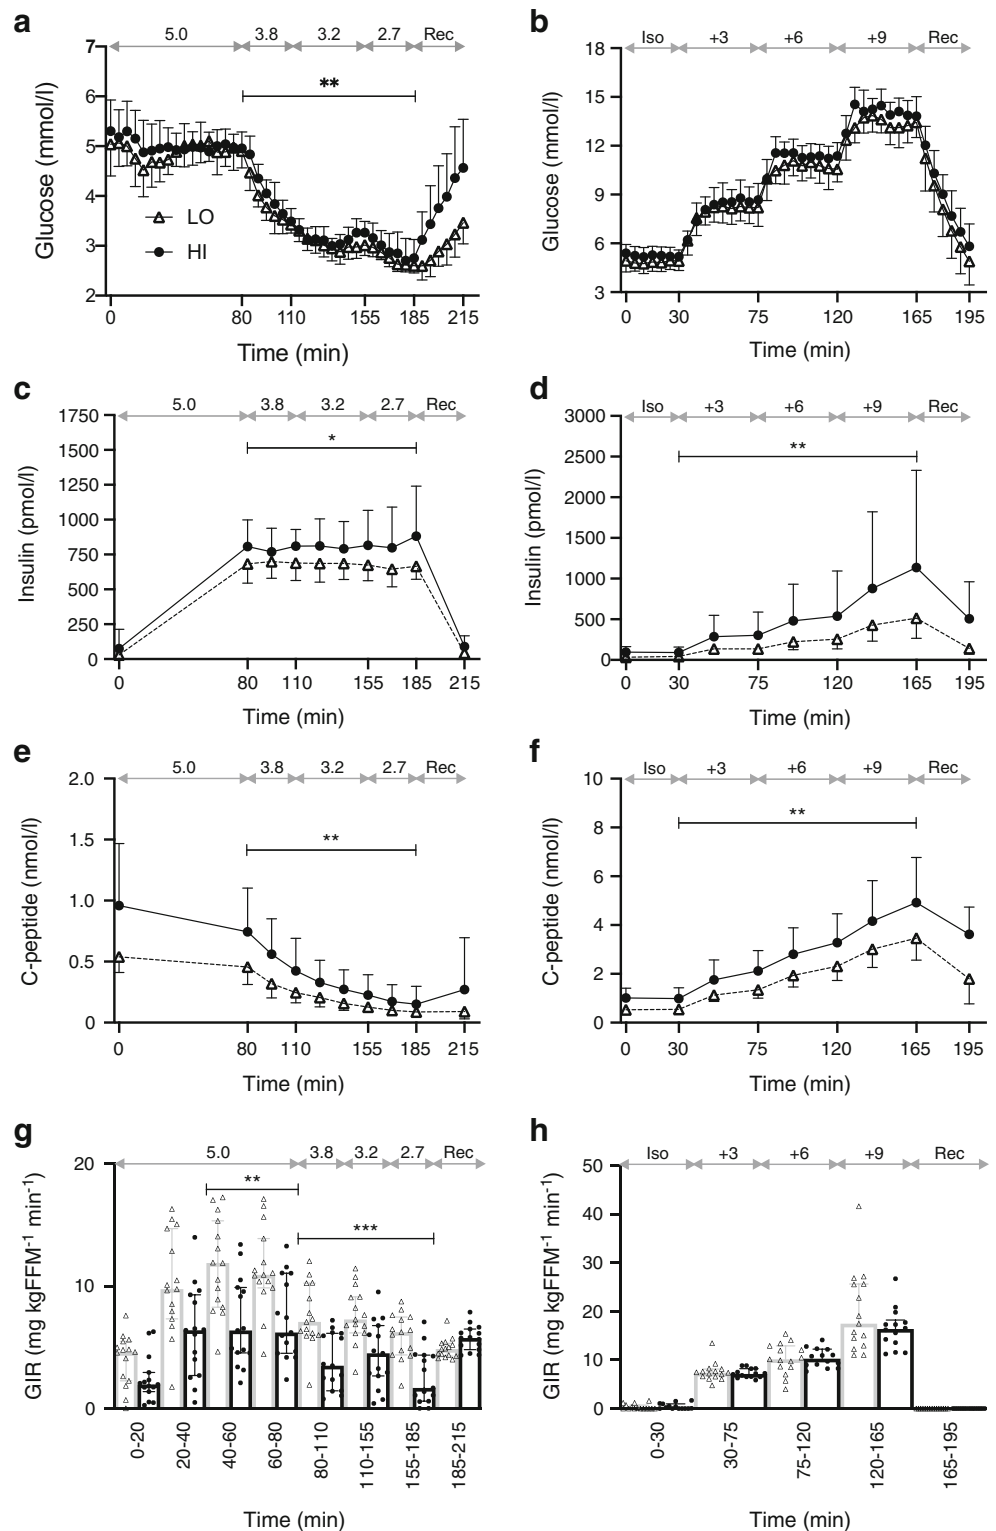 a
5.0 3.8 3.2 2.7 Rec
7
6
5
4
3
2
**
LO
HI
Glucose (mmol/l)
0 80 110 155 185 215
Time (min)
b
Iso +3 +6 +9 Rec
18
15
12
9
6
3
Glucose (mmol/l)
0 30 75 120 165 195
Time (min)
c
5.0 3.8 3.2 2.7 Rec
1750
1500
1250
1000
750
500
250
0
*
Insulin (pmol/l)
0 80 110 155 185 215
Time (min)
d
Iso +3 +6 +9 Rec
3000
2500
2000
1500
1000
500
0
**
Insulin (pmol/l)
0 30 75 120 165 195
Time (min)
e
5.0 3.8 3.2 2.7 Rec
2.0
1.5
1.0
0.5
0
**
C-peptide (nmol/l)
0 80 110 155 185 215
Time (min)
f
Iso +3 +6 +9 Rec
10
8
6
4
2
0
**
C-peptide (nmol/l)
0 30 75 120 165 195
Time (min)
g
5.0 3.8 3.2 2.7 Rec
20
10
0
**
***
GIR (mg kgFFM⁻¹ min⁻¹)
0-20 20-40 40-60 60-80 80-110 110-155 155-185 185-215
Time (min)
h
Iso +3 +6 +9 Rec
50
40
30
20
10
0
GIR (mg kgFFM⁻¹ min⁻¹)
0-30 30-75 75-120 120-165 165-195
Time (min)